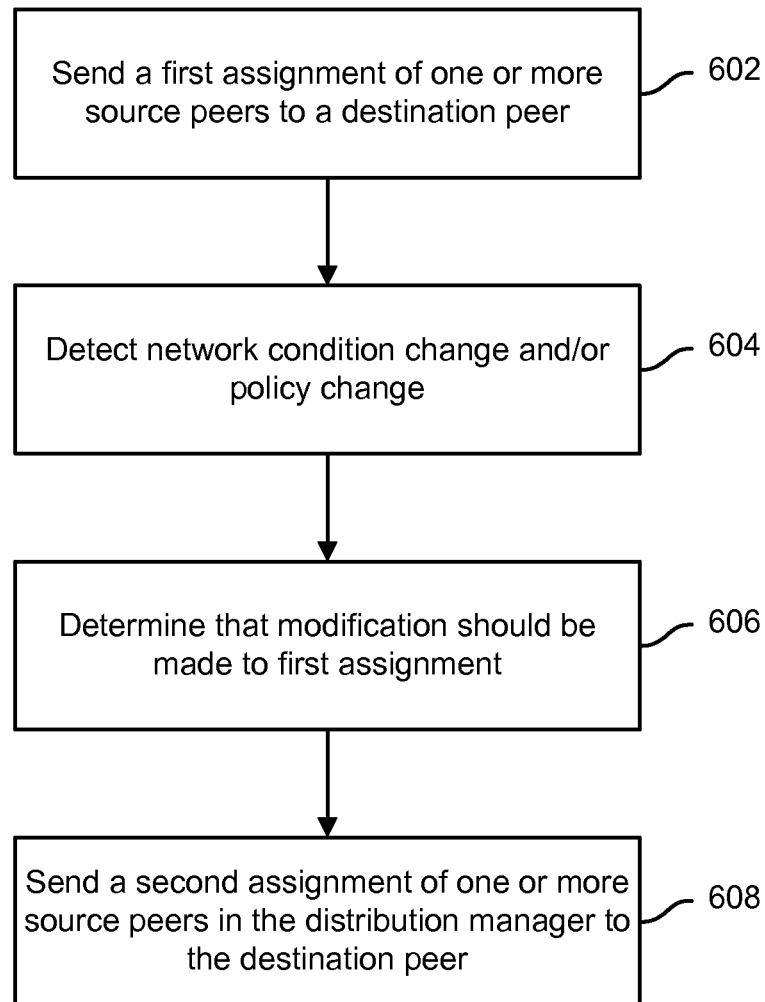 Send a first assignment of one or more
source peers to a destination peer
602
Detect network condition change and/or
policy change
604
Determine that modification should be
made to first assignment
606
Send a second assignment of one or more
source peers in the distribution manager to
the destination peer
608